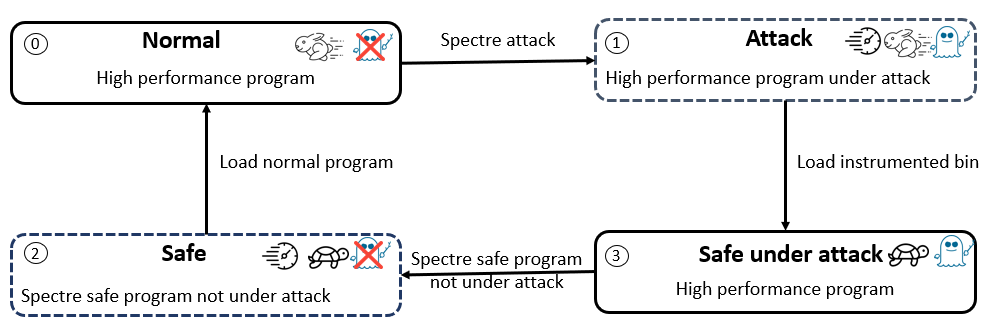 0
Normal
High performance program
Spectre attack
1
Attack
High performance program under attack
Load normal program
Load instrumented bin
2
Safe
Spectre safe program not under attack
Spectre safe program
not under attack
3
Safe under attack
High performance program